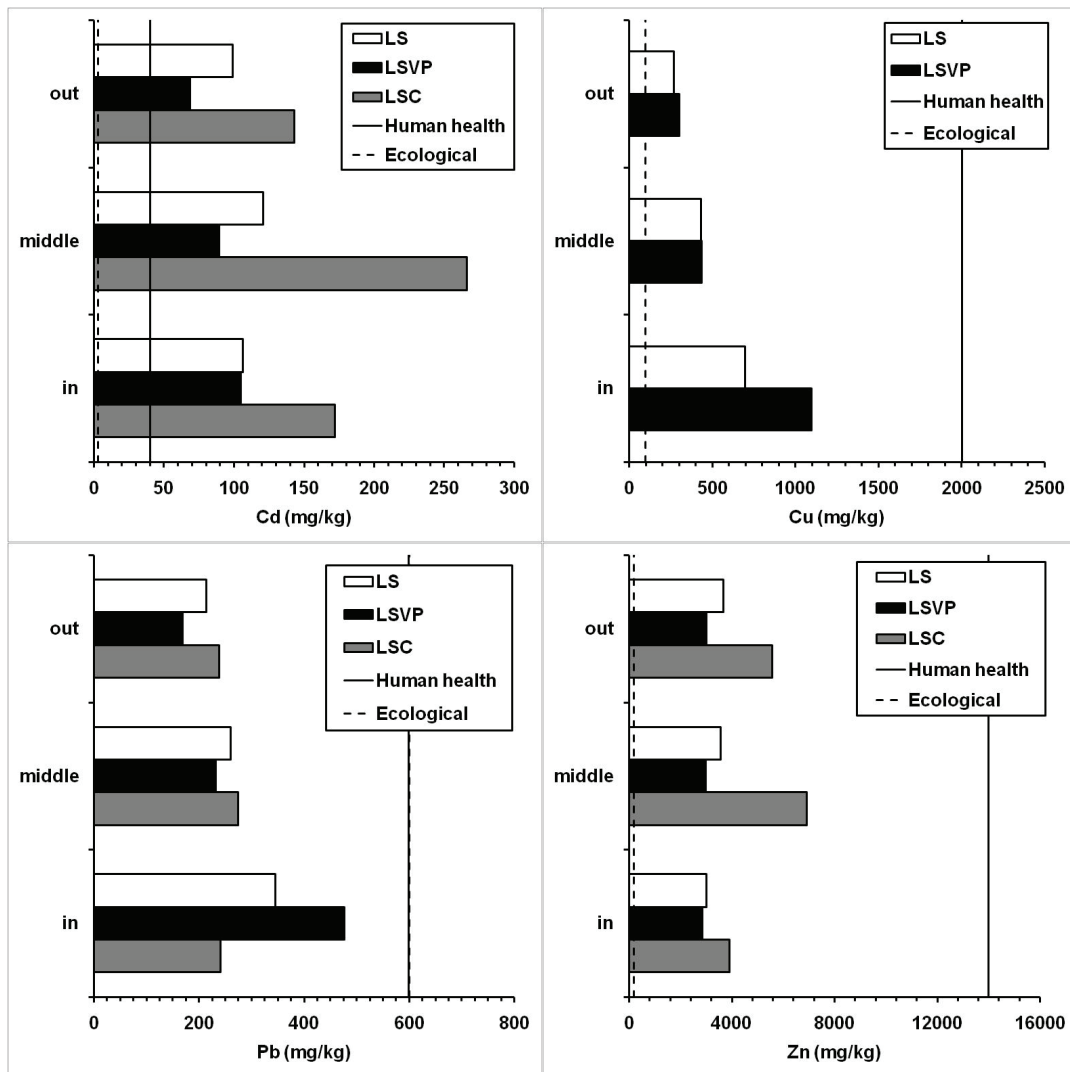 LS
LSVP
LSC
Human health
Ecological
out
middle
in
0 50 100 150 200 250 300
Cd (mg/kg)
LS
LSVP
Human health
Ecological
out
middle
in
0 500 1000 1500 2000 2500
Cu (mg/kg)
LS
LSVP
LSC
Human health
Ecological
out
middle
in
0 200 400 600 800
Pb (mg/kg)
LS
LSVP
LSC
Human health
Ecological
out
middle
in
0 4000 8000 12000 16000
Zn (mg/kg)